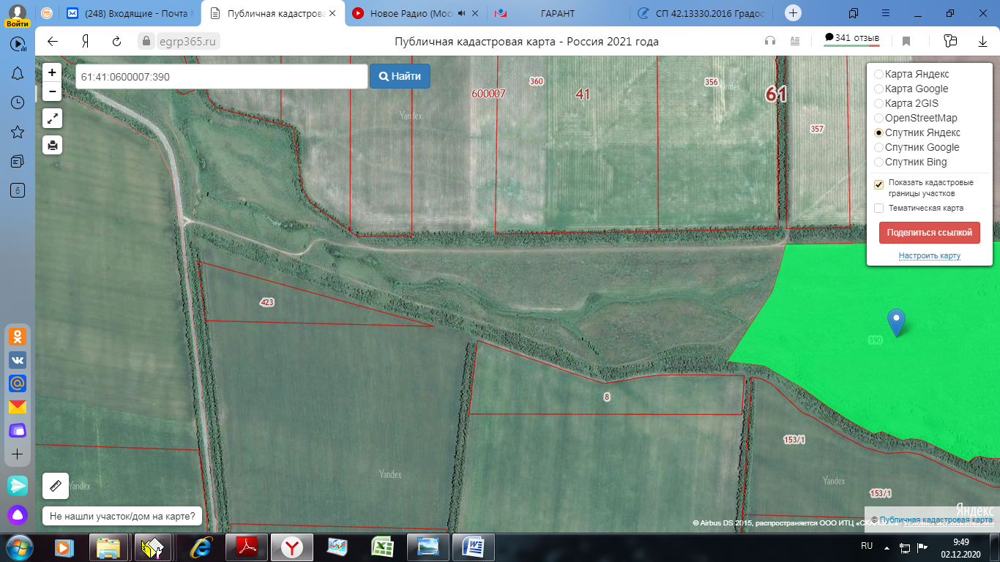 Войти
(248) Входящие - Почта М
Публичная кадастрова
Новое Радио (Мос
ГАРАНТ
СП 42.13330.2016 Градос
egrp365.ru
Публичная кадастровая карта - Россия 2021 года
341 отзыв
6
+
−
61:41:0600007:390
Найти
Карта Яндекс
Карта Google
Карта 2GIS
OpenStreetMap
Спутник Яндекс
Спутник Google
Спутник Bing
Показать кадастровые
границы участков
Тематическая карта
Поделиться ссылкой
Настроить карту
600007
360
41
356
61
357
Yandex
Yandex
423
390
8
153/1
153/1
Yandex
Yandex
Yandex
Не нашли участок/дом на карте?
Яндекс
© Публичная кадастровая карта
© Airbus DS 2015, распространяется ООО ИТЦ
RU
9:49
02.12.2020